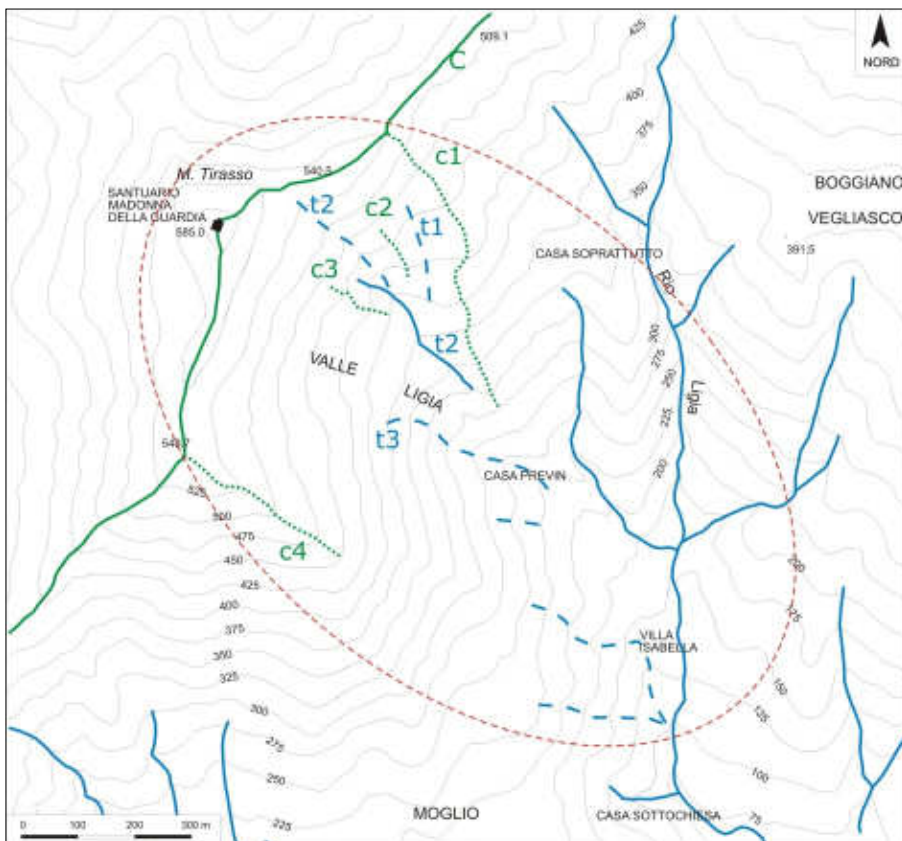 NORD
509.1
C
425
400
375
350
c1
M. Tirasso
540.5
SANTUARIO
MADONNA
DELLA GUARDIA
585.0
t2
c2
t1
BOGGIANO
VEGLIASCO
391.5
CASA SOPRATTUTTO
Rio
Ligia
c3
t2
VALLE
LIGIA
300
275
250
225
200
t3
CASA PREVIN
525
500
475
450
425
400
375
350
325
300
275
250
225
c4
VILLA
ISABELLA
125
150
125
100
75
MOGLIO
CASA SOTTOCHIESA
0 100 200 300 m